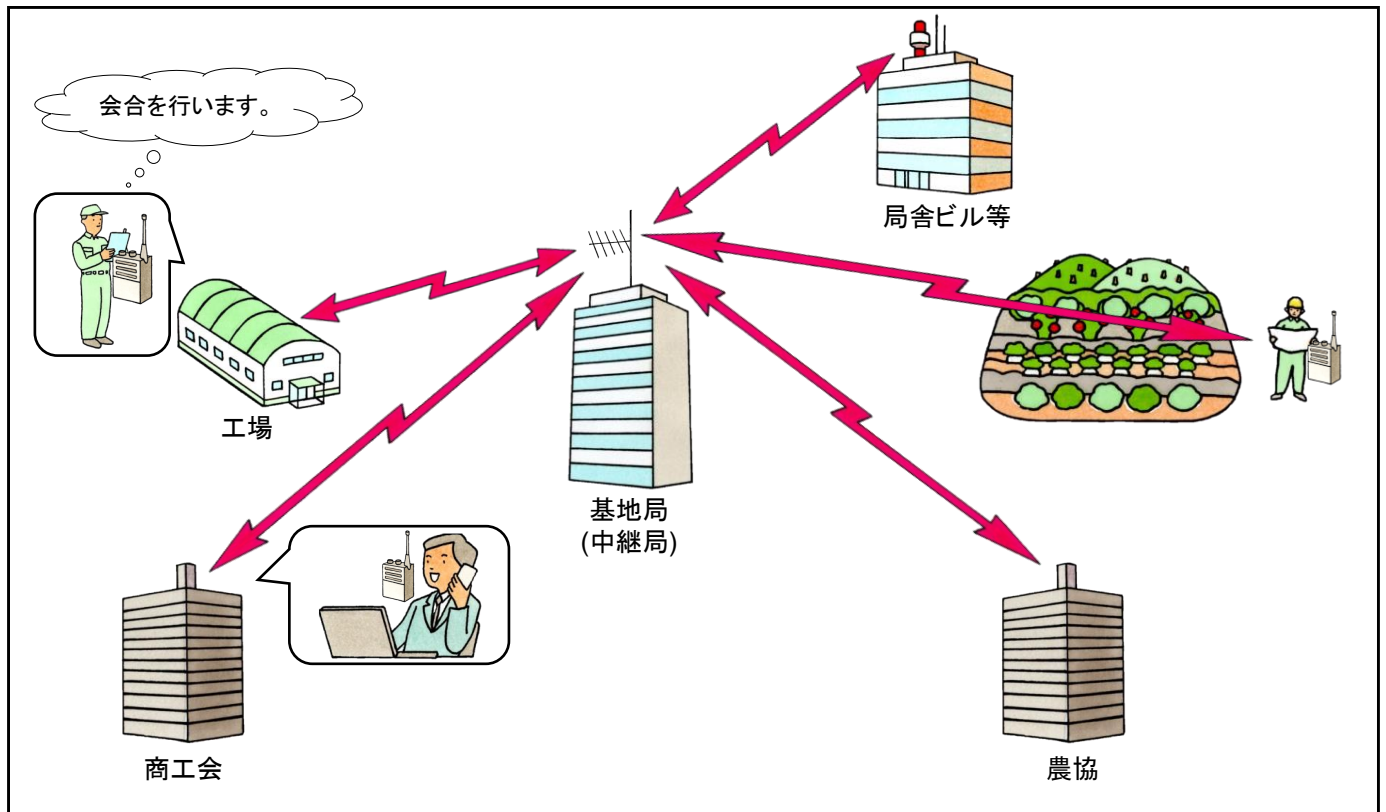 会合を行います。
局舎ビル等
工場
基地局
(中継局)
商工会
農協